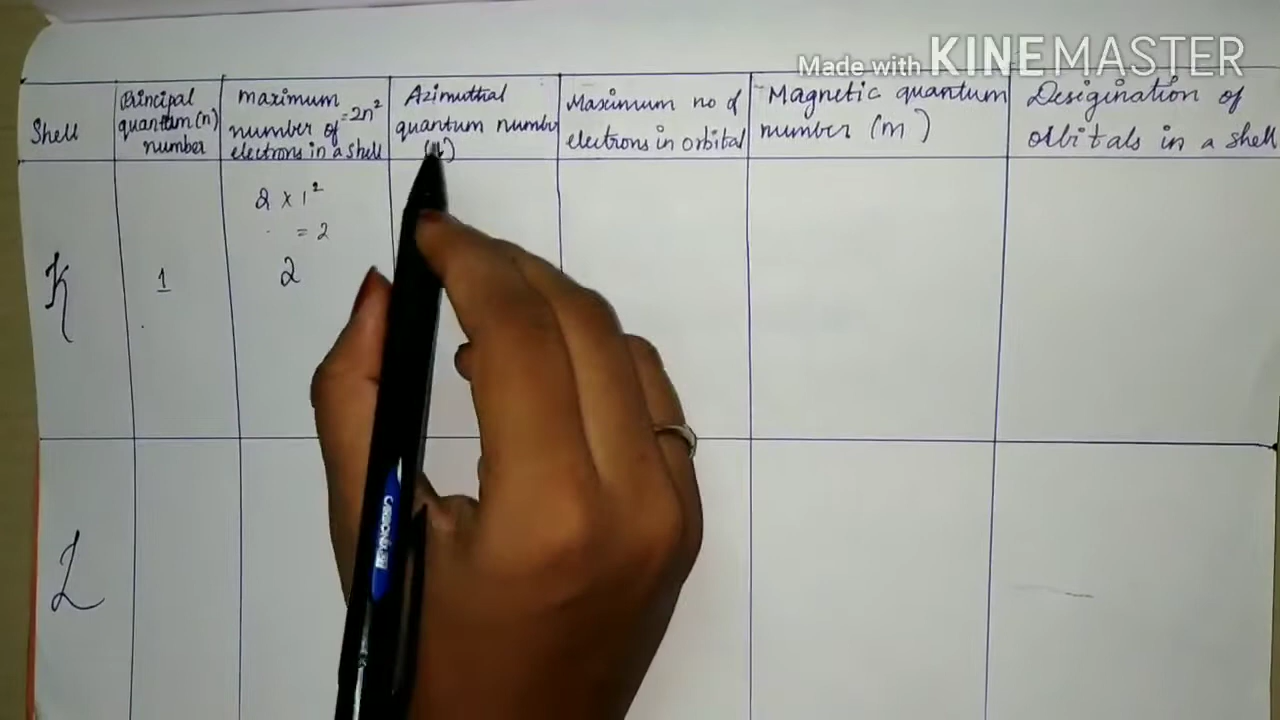 Made with KINEMASTER
Shell
Principal
quantum (n)
number
Maximum
number of =2n²
electrons in a shell
Azimuthal
quantum number
(l)
Maximum no of
electrons in orbital
Magnetic quantum
number (m)
Desigination of
orbitals in a shell
K
1
2 x 1²
= 2
2
L